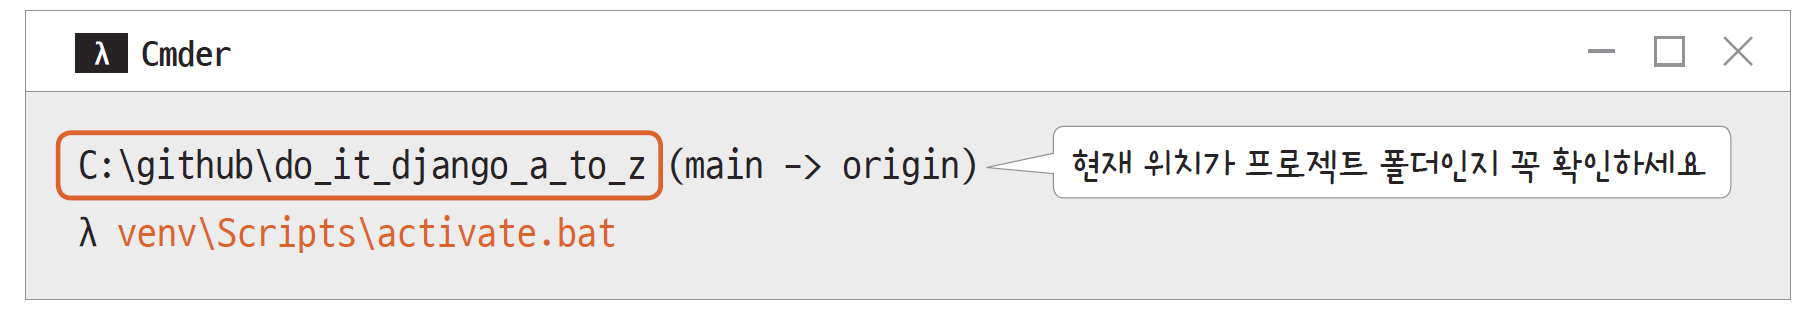 λ Cmder
C:\github\do_it_django_a_to_z (main -> origin)
현재 위치가 프로젝트 폴더인지 꼭 확인하세요
λ venv\Scripts\activate.bat